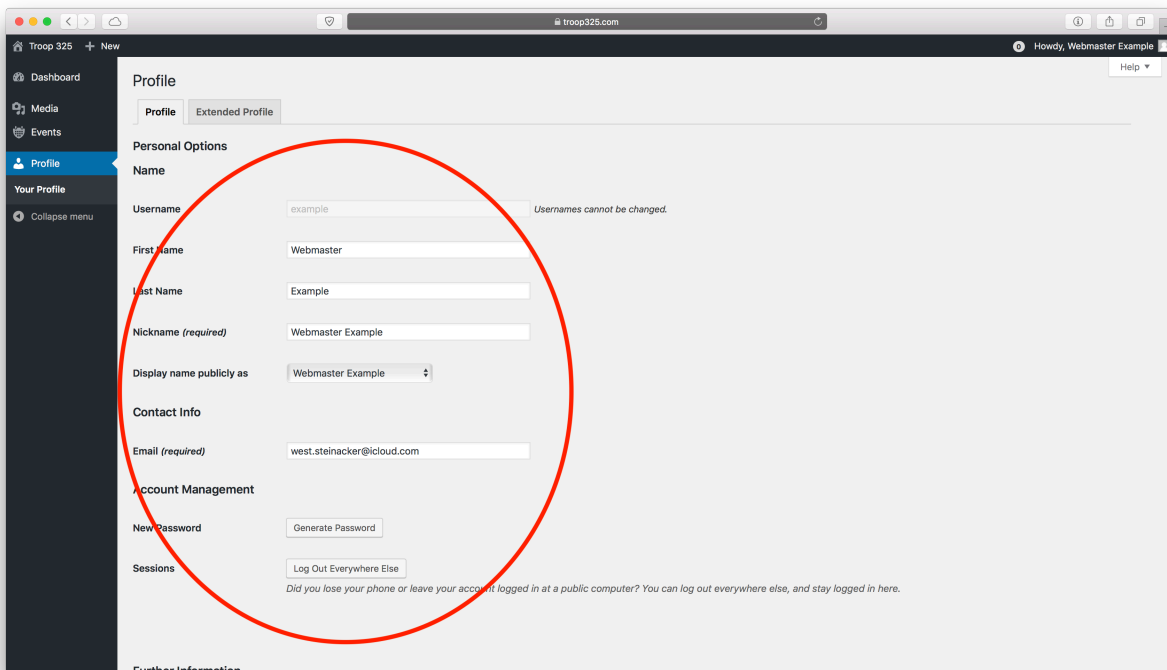 troop325.com
Troop 325 + New
0 Howdy, Webmaster Example
Help
Dashboard
Media
Events
Profile
Your Profile
Collapse menu
Profile
Profile Extended Profile
Personal Options
Name
Username example Usernames cannot be changed.
First Name Webmaster
Last Name Example
Nickname (required) Webmaster Example
Display name publicly as Webmaster Example
Contact Info
Email (required) west.steinacker@icloud.com
Account Management
New Password Generate Password
Sessions Log Out Everywhere Else
Did you lose your phone or leave your account logged in at a public computer? You can log out everywhere else, and stay logged in here.
Further Information